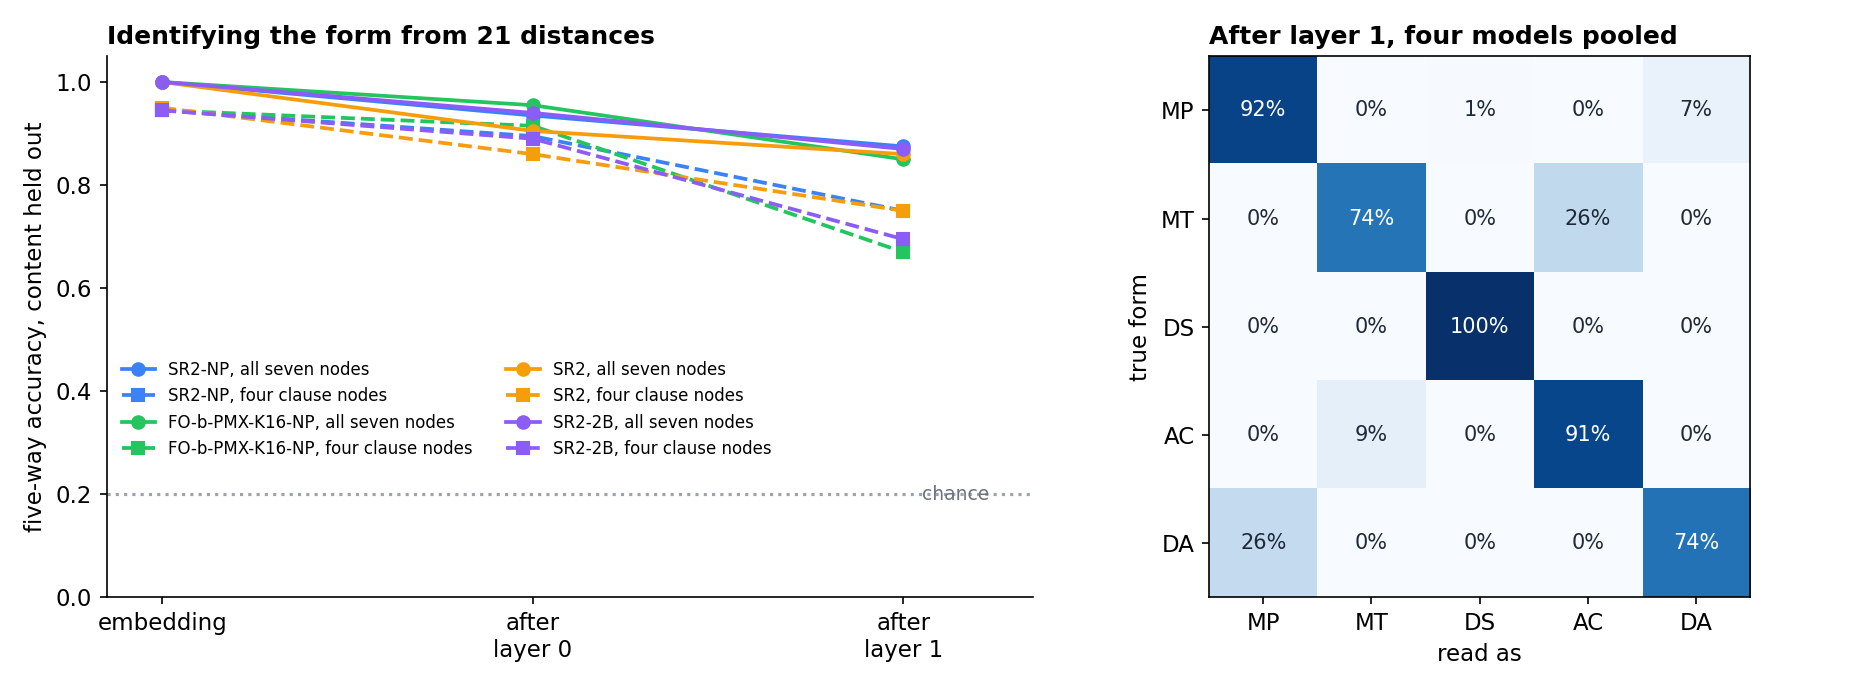 Identifying the form from 21 distances
five-way accuracy, content held out
1.0
0.8
0.6
0.4
0.2
0.0
SR2-NP, all seven nodes
SR2-NP, four clause nodes
FO-b-PMX-K16-NP, all seven nodes
FO-b-PMX-K16-NP, four clause nodes
SR2, all seven nodes
SR2, four clause nodes
SR2-2B, all seven nodes
SR2-2B, four clause nodes
chance
embedding
after
layer 0
after
layer 1
After layer 1, four models pooled
true form
MP 92% 0% 1% 0% 7%
MT 0% 74% 0% 26% 0%
DS 0% 0% 100% 0% 0%
AC 0% 9% 0% 91% 0%
DA 26% 0% 0% 0% 74%
MP MT DS AC DA
read as